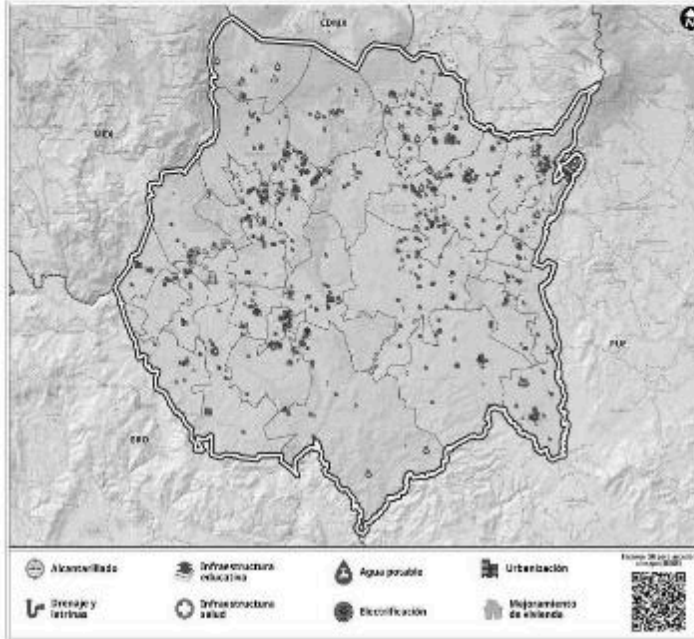 CDMX
MEX
PUE
GRO
Alcantarillado
Infraestructura
educativa
Agua potable
Urbanización
Drenaje y
letrinas
Infraestructura
salud
Electrificación
Mejoramiento
de vivienda